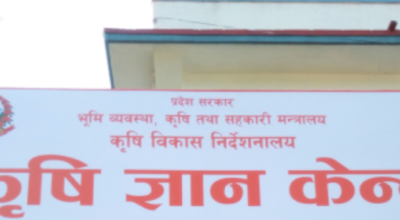 प्रदेश सरकार
भूमि व्यवस्था, कृषि तथा सहकारी मन्त्रालय
कृषि विकास निर्देशनालय
कृषि ज्ञान केन्